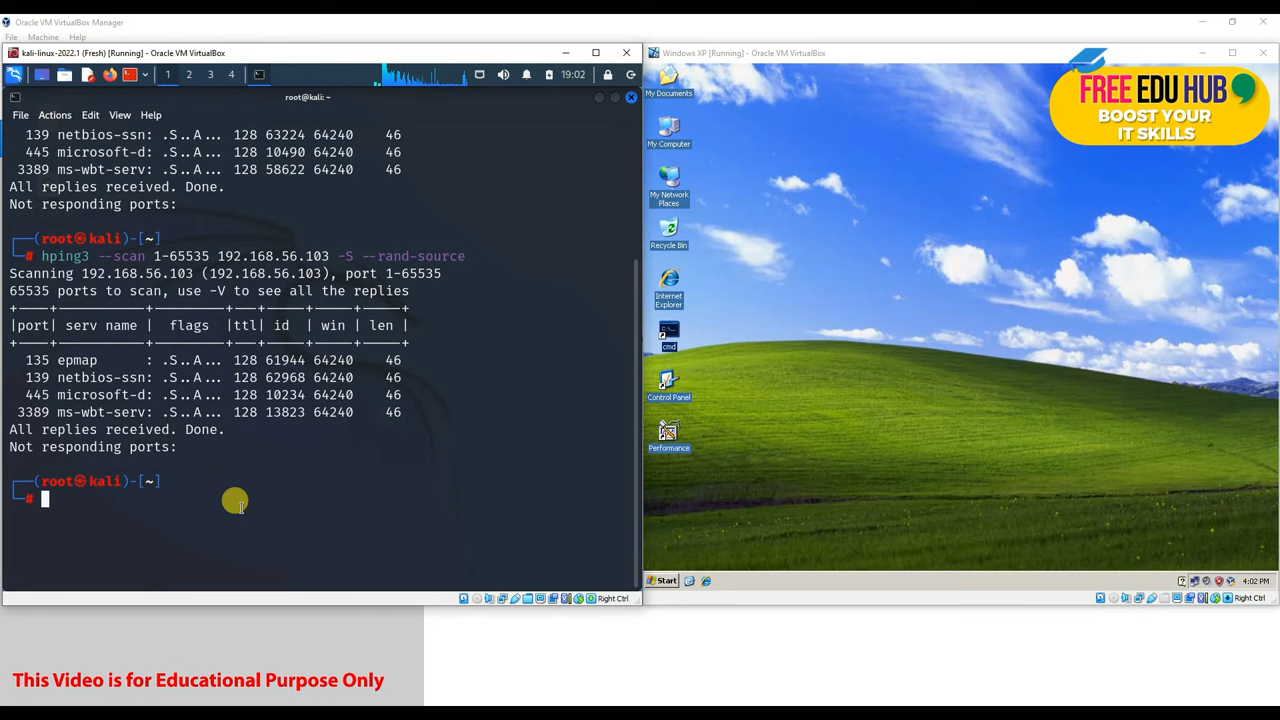 Oracle VM VirtualBox Manager
File Machine Help
kali-linux-2022.1 (Fresh) [Running] - Oracle VM VirtualBox
1 2 3 4
19:02
root@kali: ~
File Actions Edit View Help
139 netbios-ssn: .S..A... 128 63224 64240 46
445 microsoft-d: .S..A... 128 10490 64240 46
3389 ms-wbt-serv: .S..A... 128 58622 64240 46
All replies received. Done.
Not responding ports:
┌──(root㉿kali)-[~]
└─# hping3 --scan 1-65535 192.168.56.103 -S --rand-source
Scanning 192.168.56.103 (192.168.56.103), port 1-65535
65535 ports to scan, use -V to see all the replies
+----+-----------+---------+---+-----+-----+-----+
|port| serv name | flags |ttl| id | win | len |
+----+-----------+---------+---+-----+-----+-----+
135 epmap : .S..A... 128 61944 64240 46
139 netbios-ssn: .S..A... 128 62968 64240 46
445 microsoft-d: .S..A... 128 10234 64240 46
3389 ms-wbt-serv: .S..A... 128 13823 64240 46
All replies received. Done.
Not responding ports:
┌──(root㉿kali)-[~]
└─#
Right Ctrl
Windows XP [Running] - Oracle VM VirtualBox
My Documents
My Computer
My Network
Places
Recycle Bin
Internet
Explorer
C:\
cmd
Control Panel
Performance
FREE EDU HUB
BOOST YOUR
IT SKILLS
Start
4:02 PM
Right Ctrl
This Video is for Educational Purpose Only